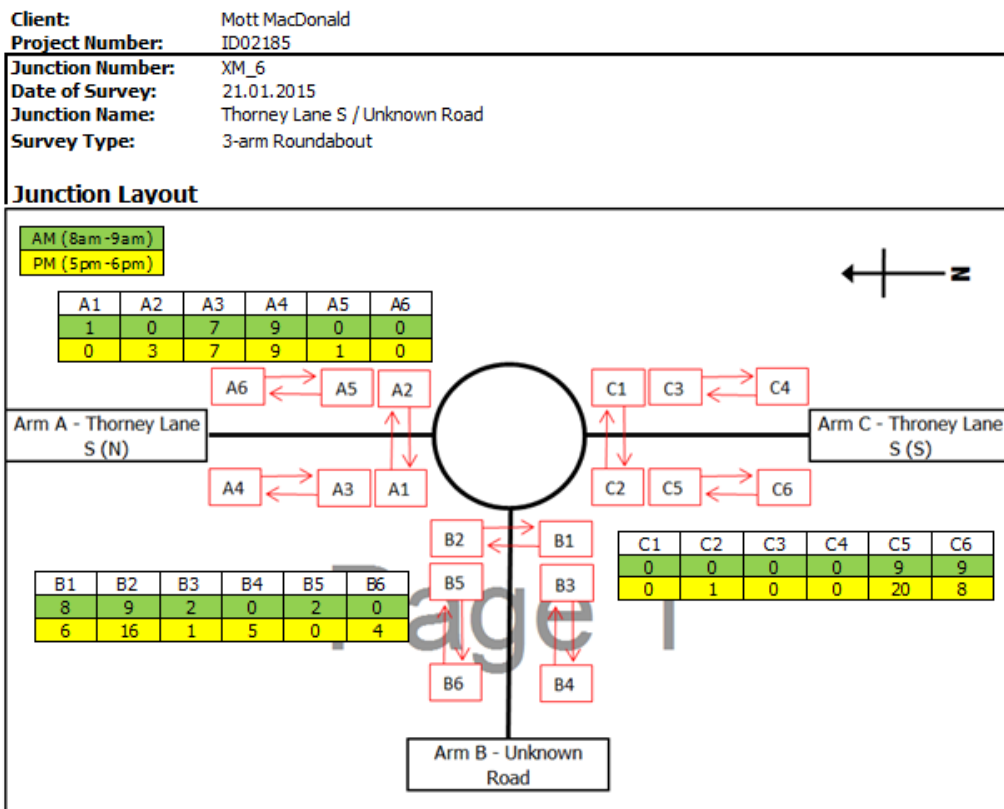 Client: Mott MacDonald
Project Number: ID02185
Junction Number: XM_6
Date of Survey: 21.01.2015
Junction Name: Thorney Lane S / Unknown Road
Survey Type: 3-arm Roundabout
Junction Layout
AM (8am-9am)
PM (5pm-6pm)
N
A1 A2 A3 A4 A5 A6
1 0 7 9 0 0
0 3 7 9 1 0
A6 A5 A2 C1 C3 C4
Arm A - Thorney Lane
S (N)
Arm C - Throney Lane
S (S)
A4 A3 A1 C2 C5 C6
B2 B1
C1 C2 C3 C4 C5 C6
0 0 0 0 9 9
0 1 0 0 20 8
B5 B3
B1 B2 B3 B4 B5 B6
8 9 2 0 2 0
6 16 1 5 0 4
Page 1
B6 B4
Arm B - Unknown
Road